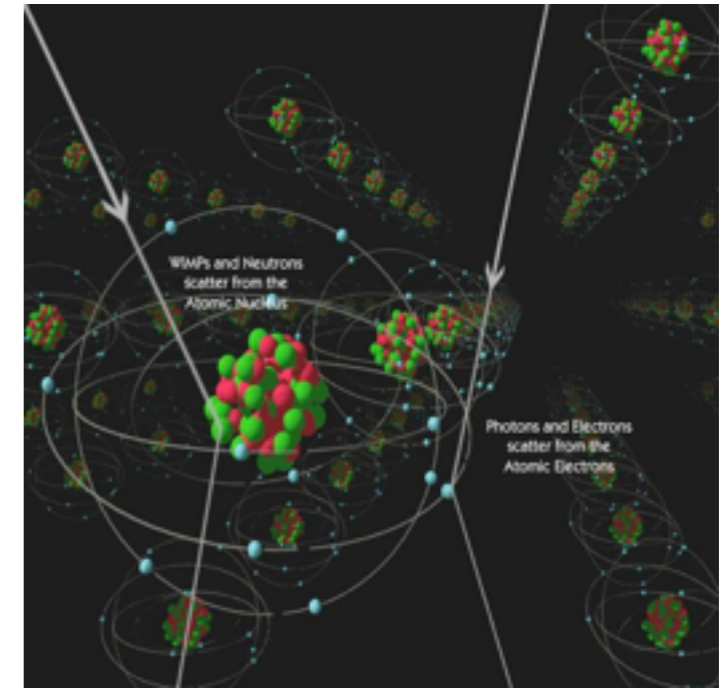 WIMPs and Neutrons
scatter from the
Atomic Nucleus
Photons and Electrons
scatter from the
Atomic Electrons